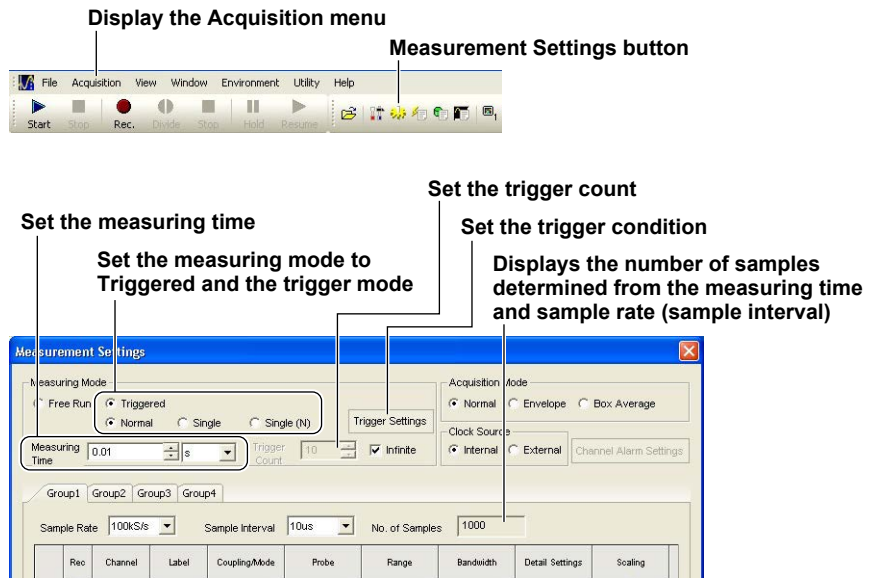 Display the Acquisition menu
Measurement Settings button
File Acquisition View Window Environment Utility Help
Start Stop Rec. Divide Stop Hold Resume
Set the trigger count
Set the measuring time
Set the trigger condition
Set the measuring mode to
Triggered and the trigger mode
Displays the number of samples
determined from the measuring time
and sample rate (sample interval)
Measurement Settings
Measuring Mode
Free Run Triggered
Normal Single Single (N)
Trigger Settings
Acquisition Mode
Normal Envelope Box Average
Measuring
Time
0.01 s
Trigger
Count
10 Infinite
Clock Source
Internal External
Channel Alarm Settings
Group1 Group2 Group3 Group4
Sample Rate 100kS/s Sample Interval 10us No. of Samples 1000
Rec Channel Label Coupling/Mode Probe Range Bandwidth Detail Settings Scaling